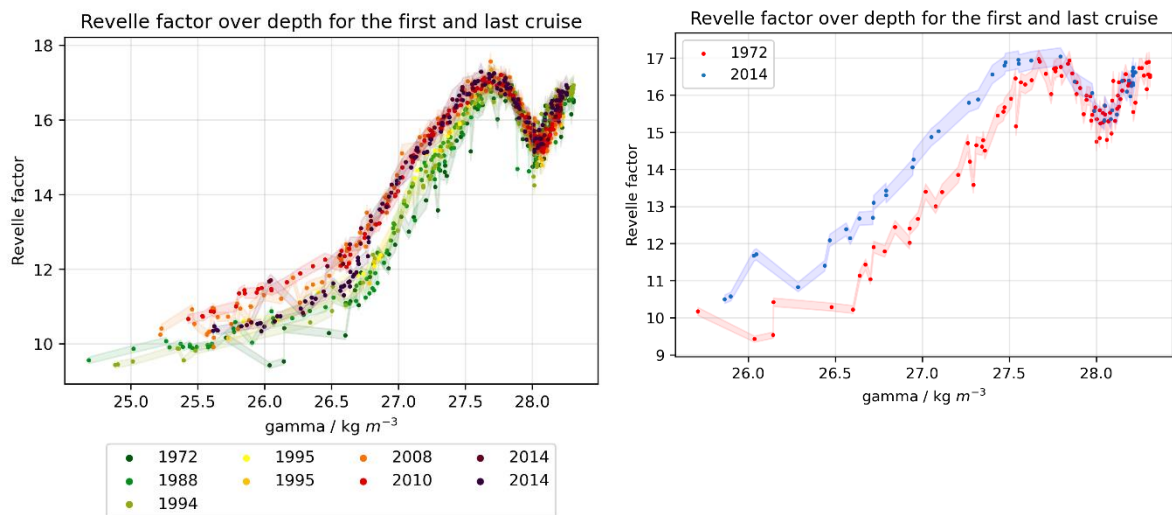 Revelle factor over depth for the first and last cruise
18
16
14
12
10
Revelle factor
25.0 25.5 26.0 26.5 27.0 27.5 28.0
gamma / kg m⁻³
1972 1995 2008 2014
1988 1995 2010 2014
1994
Revelle factor over depth for the first and last cruise
1972
2014
17
16
15
14
13
12
11
10
9
Revelle factor
26.0 26.5 27.0 27.5 28.0
gamma / kg m⁻³